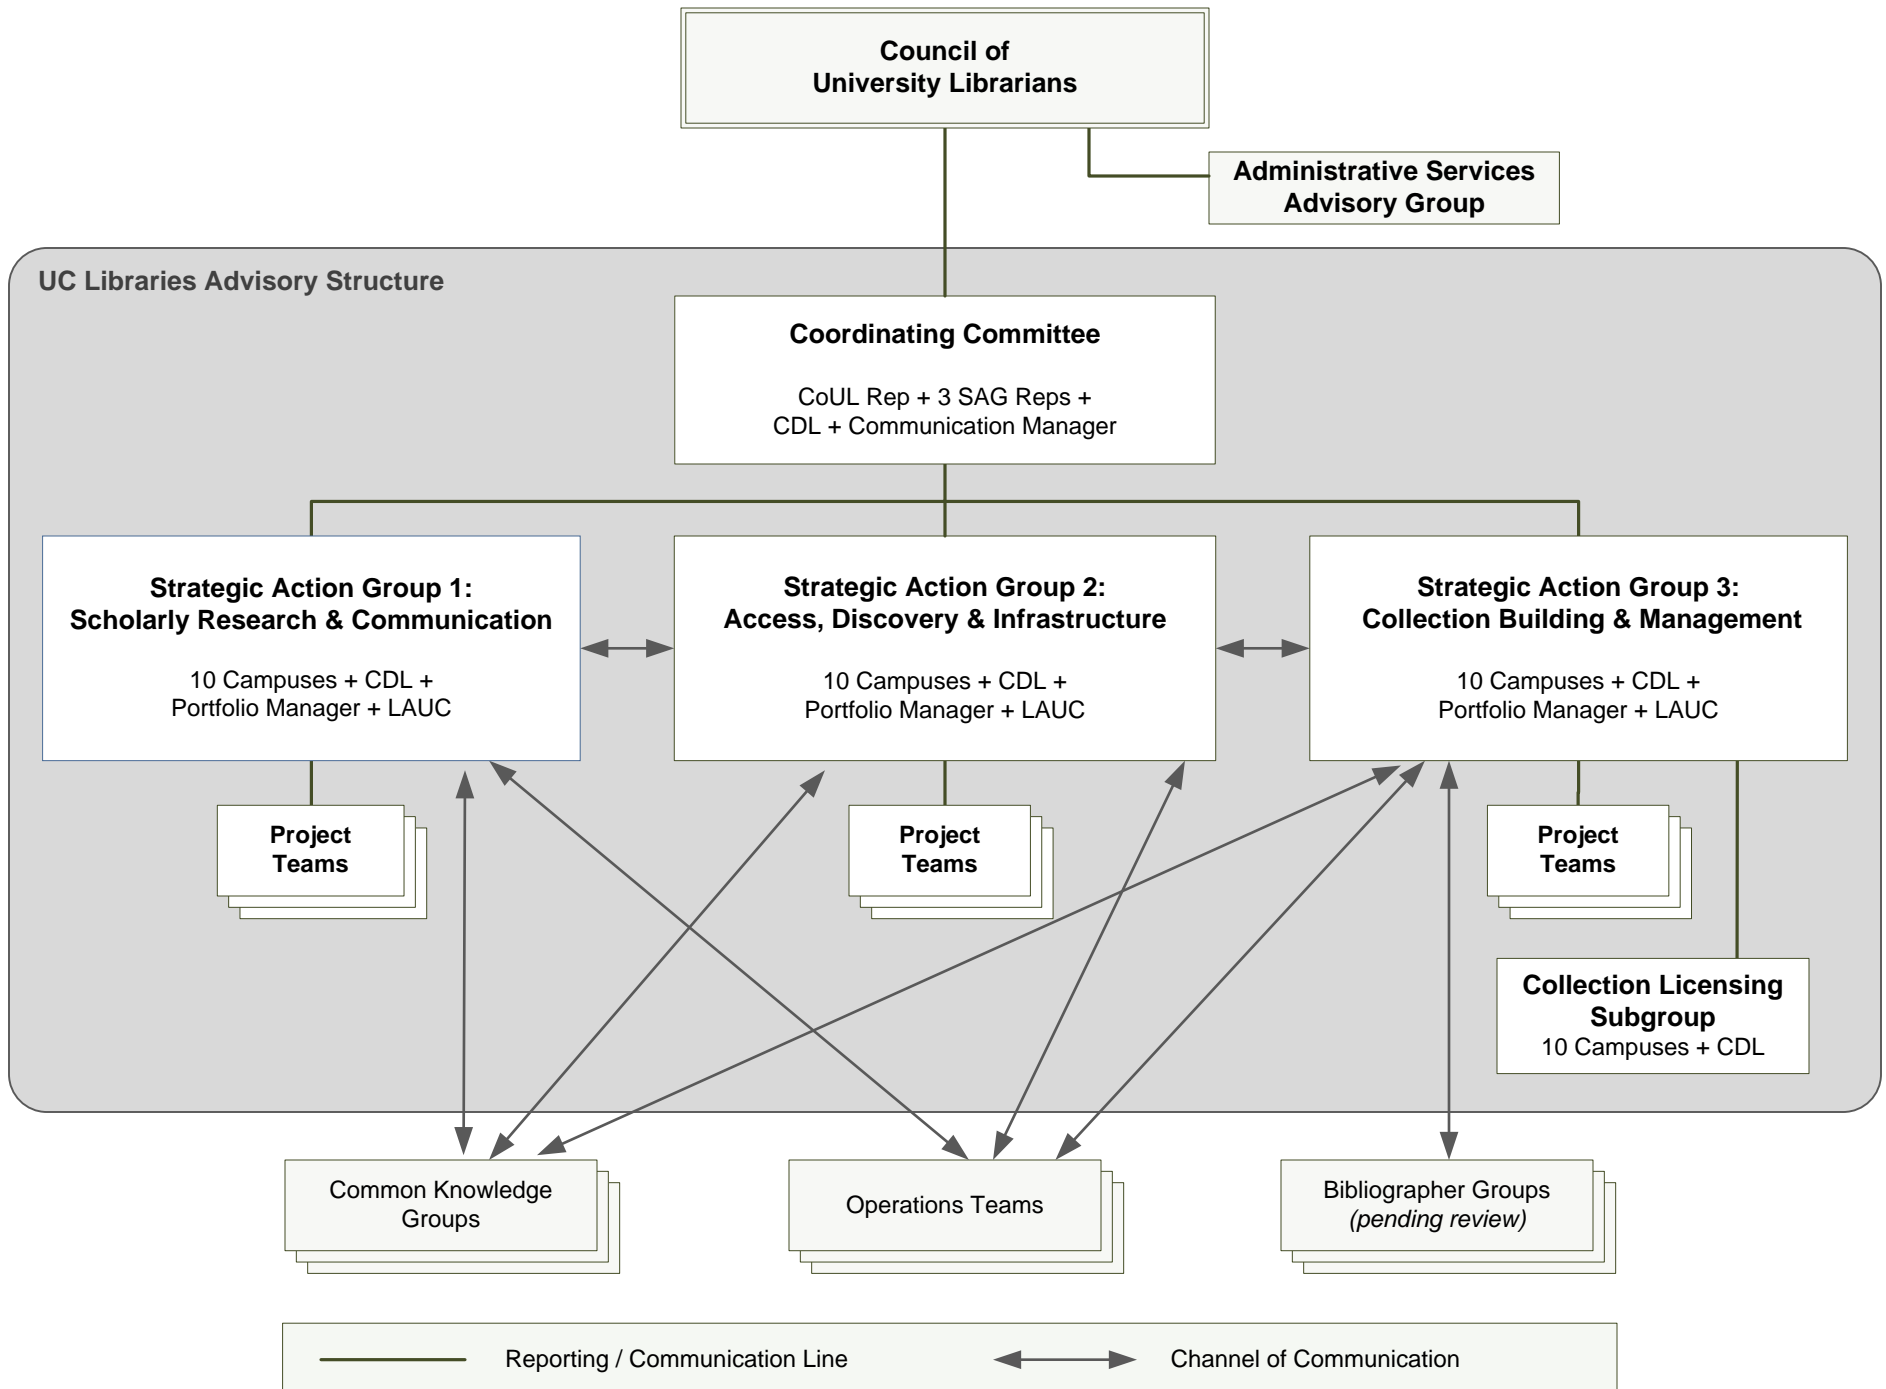 Council of
University Librarians
Administrative Services
Advisory Group
UC Libraries Advisory Structure
Coordinating Committee
CoUL Rep + 3 SAG Reps +
CDL + Communication Manager
Strategic Action Group 1:
Scholarly Research & Communication
10 Campuses + CDL +
Portfolio Manager + LAUC
Strategic Action Group 2:
Access, Discovery & Infrastructure
10 Campuses + CDL +
Portfolio Manager + LAUC
Strategic Action Group 3:
Collection Building & Management
10 Campuses + CDL +
Portfolio Manager + LAUC
Project
Teams
Project
Teams
Project
Teams
Collection Licensing
Subgroup
10 Campuses + CDL
Common Knowledge
Groups
Operations Teams
Bibliographer Groups
(pending review)
Reporting / Communication Line
Channel of Communication